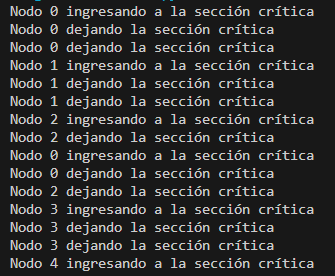 Nodo 0 ingresando a la sección crítica
Nodo 0 dejando la sección crítica
Nodo 0 dejando la sección crítica
Nodo 1 ingresando a la sección crítica
Nodo 1 dejando la sección crítica
Nodo 1 dejando la sección crítica
Nodo 2 ingresando a la sección crítica
Nodo 2 dejando la sección crítica
Nodo 0 ingresando a la sección crítica
Nodo 0 dejando la sección crítica
Nodo 2 dejando la sección crítica
Nodo 3 ingresando a la sección crítica
Nodo 3 dejando la sección crítica
Nodo 3 dejando la sección crítica
Nodo 4 ingresando a la sección crítica